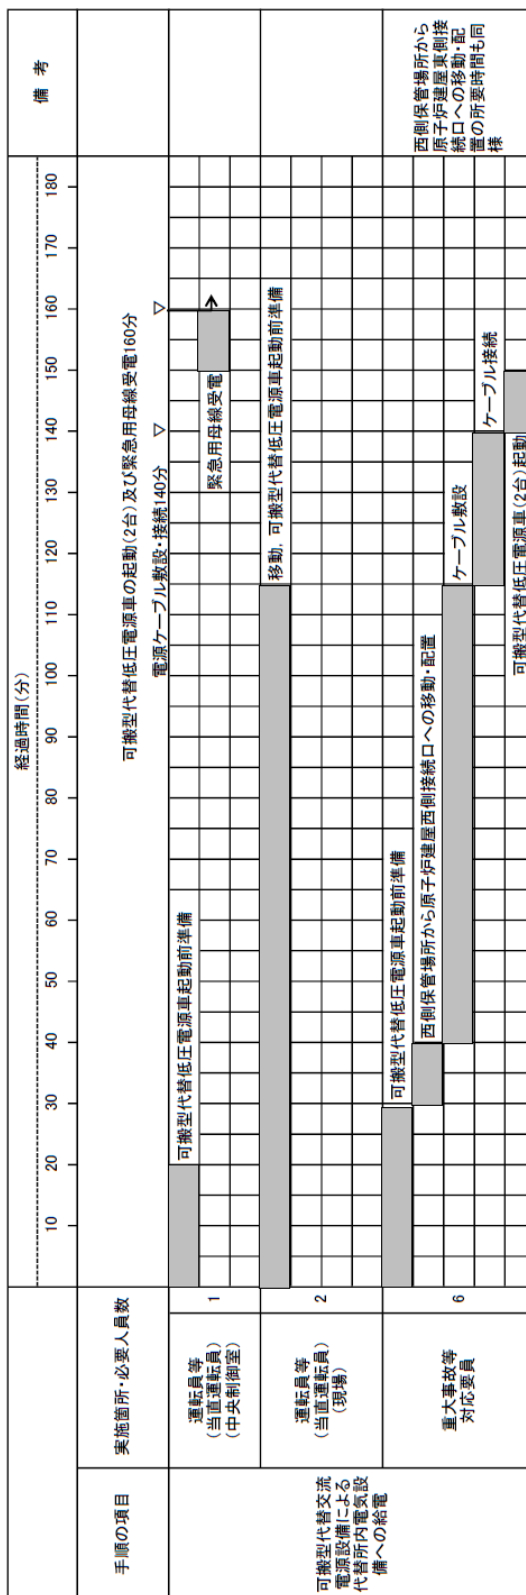 経過時間(分)
備 考
手順の項目
実施箇所・必要人員数
10 20 30 40 50 60 70 80 90 100 110 120 130 140 150 160 170 180
可搬型代替低圧電源車の起動(2台)及び緊急用母線受電160分
▽
電源ケーブル敷設・接続140分
▽
可搬型代替交流
電源設備による
代替所内電気設
備への給電
運転員等
(当直運転員)
(中央制御室)
1
可搬型代替低圧電源車起動前準備
緊急用母線受電
運転員等
(当直運転員)
(現場)
2
移動, 可搬型代替低圧電源車起動前準備
重大事故等
対応要員
6
可搬型代替低圧電源車起動前準備
西側保管場所から原子炉建屋西側接続口への移動・配置
ケーブル敷設
ケーブル接続
可搬型代替低圧電源車(2台)起動
西側保管場所から
原子炉建屋東側接
続口への移動・配
置の所要時間も同
様